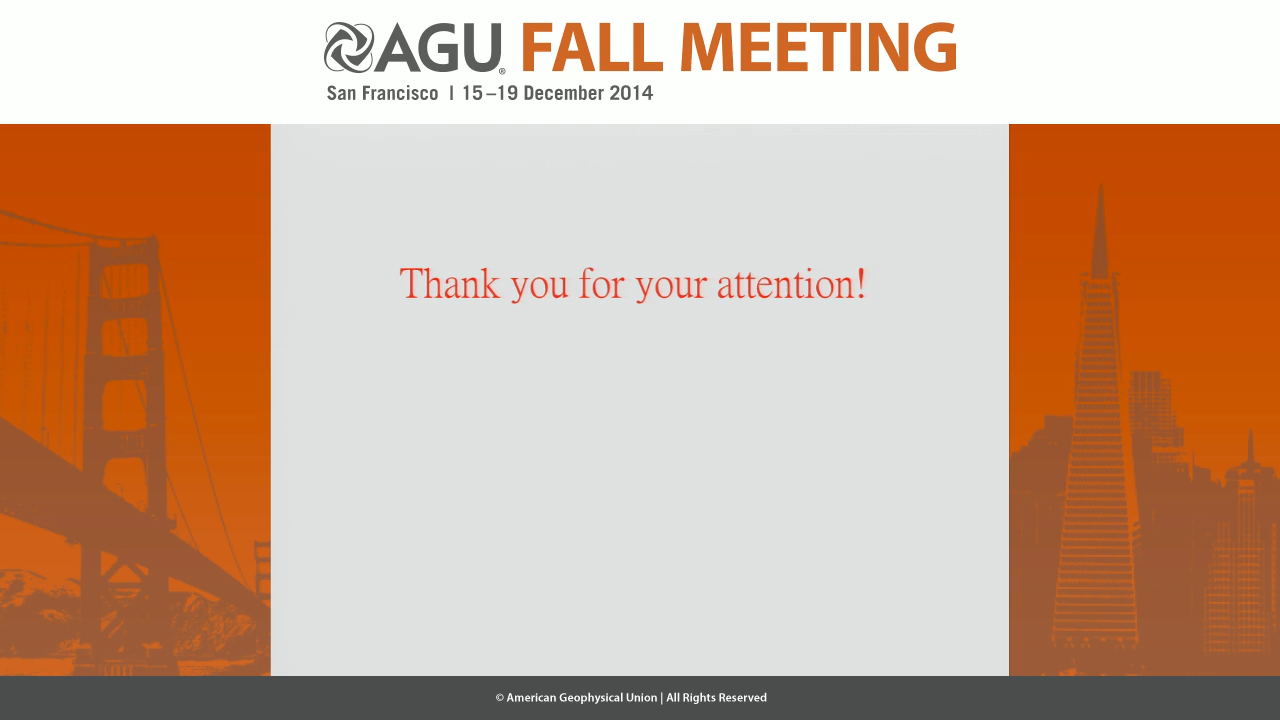 AGU® FALL MEETING
San Francisco | 15–19 December 2014
Thank you for your attention!
© American Geophysical Union | All Rights Reserved